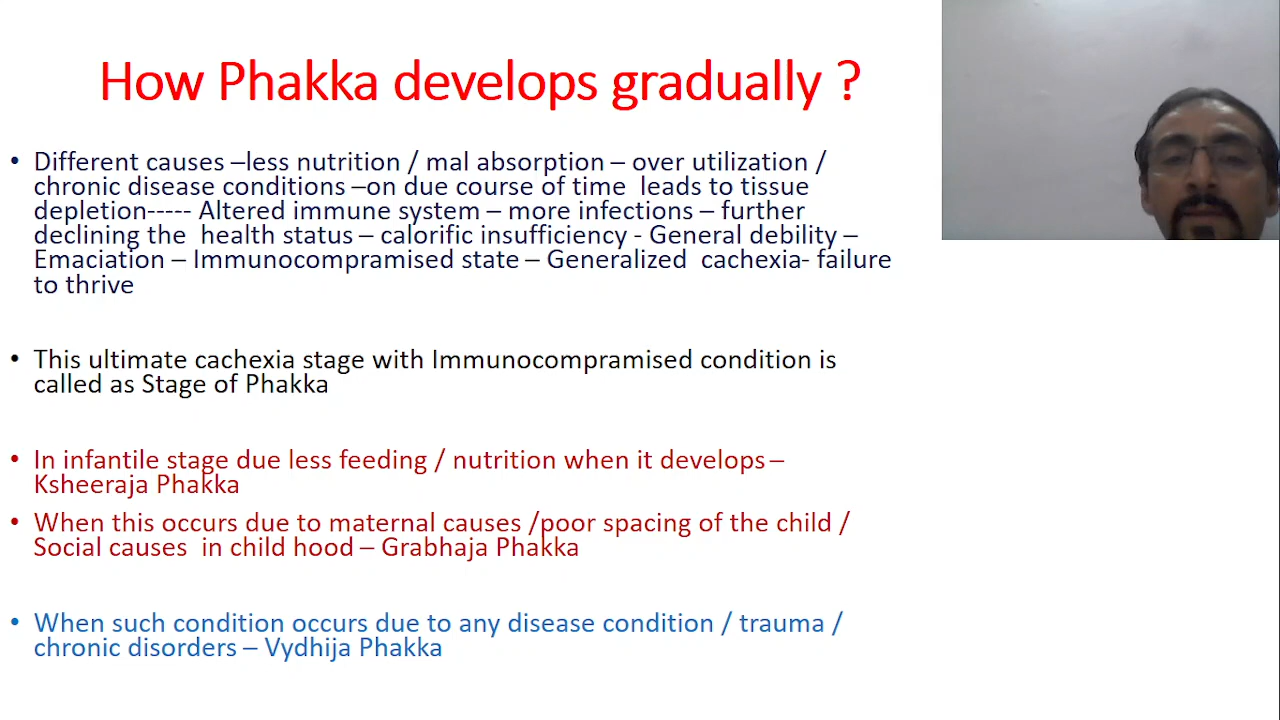 How Phakka develops gradually ?
• Different causes –less nutrition / mal absorption – over utilization /
chronic disease conditions –on due course of time  leads to tissue
depletion----- Altered immune system – more infections – further
declining the  health status – calorific insufficiency - General debility –
Emaciation – Immunocompramised state – Generalized  cachexia- failure
to thrive
• This ultimate cachexia stage with Immunocompramised condition is
called as Stage of Phakka
• In infantile stage due less feeding / nutrition when it develops –
Ksheeraja Phakka
• When this occurs due to maternal causes /poor spacing of the child /
Social causes  in child hood – Grabhaja Phakka
• When such condition occurs due to any disease condition / trauma /
chronic disorders – Vydhija Phakka